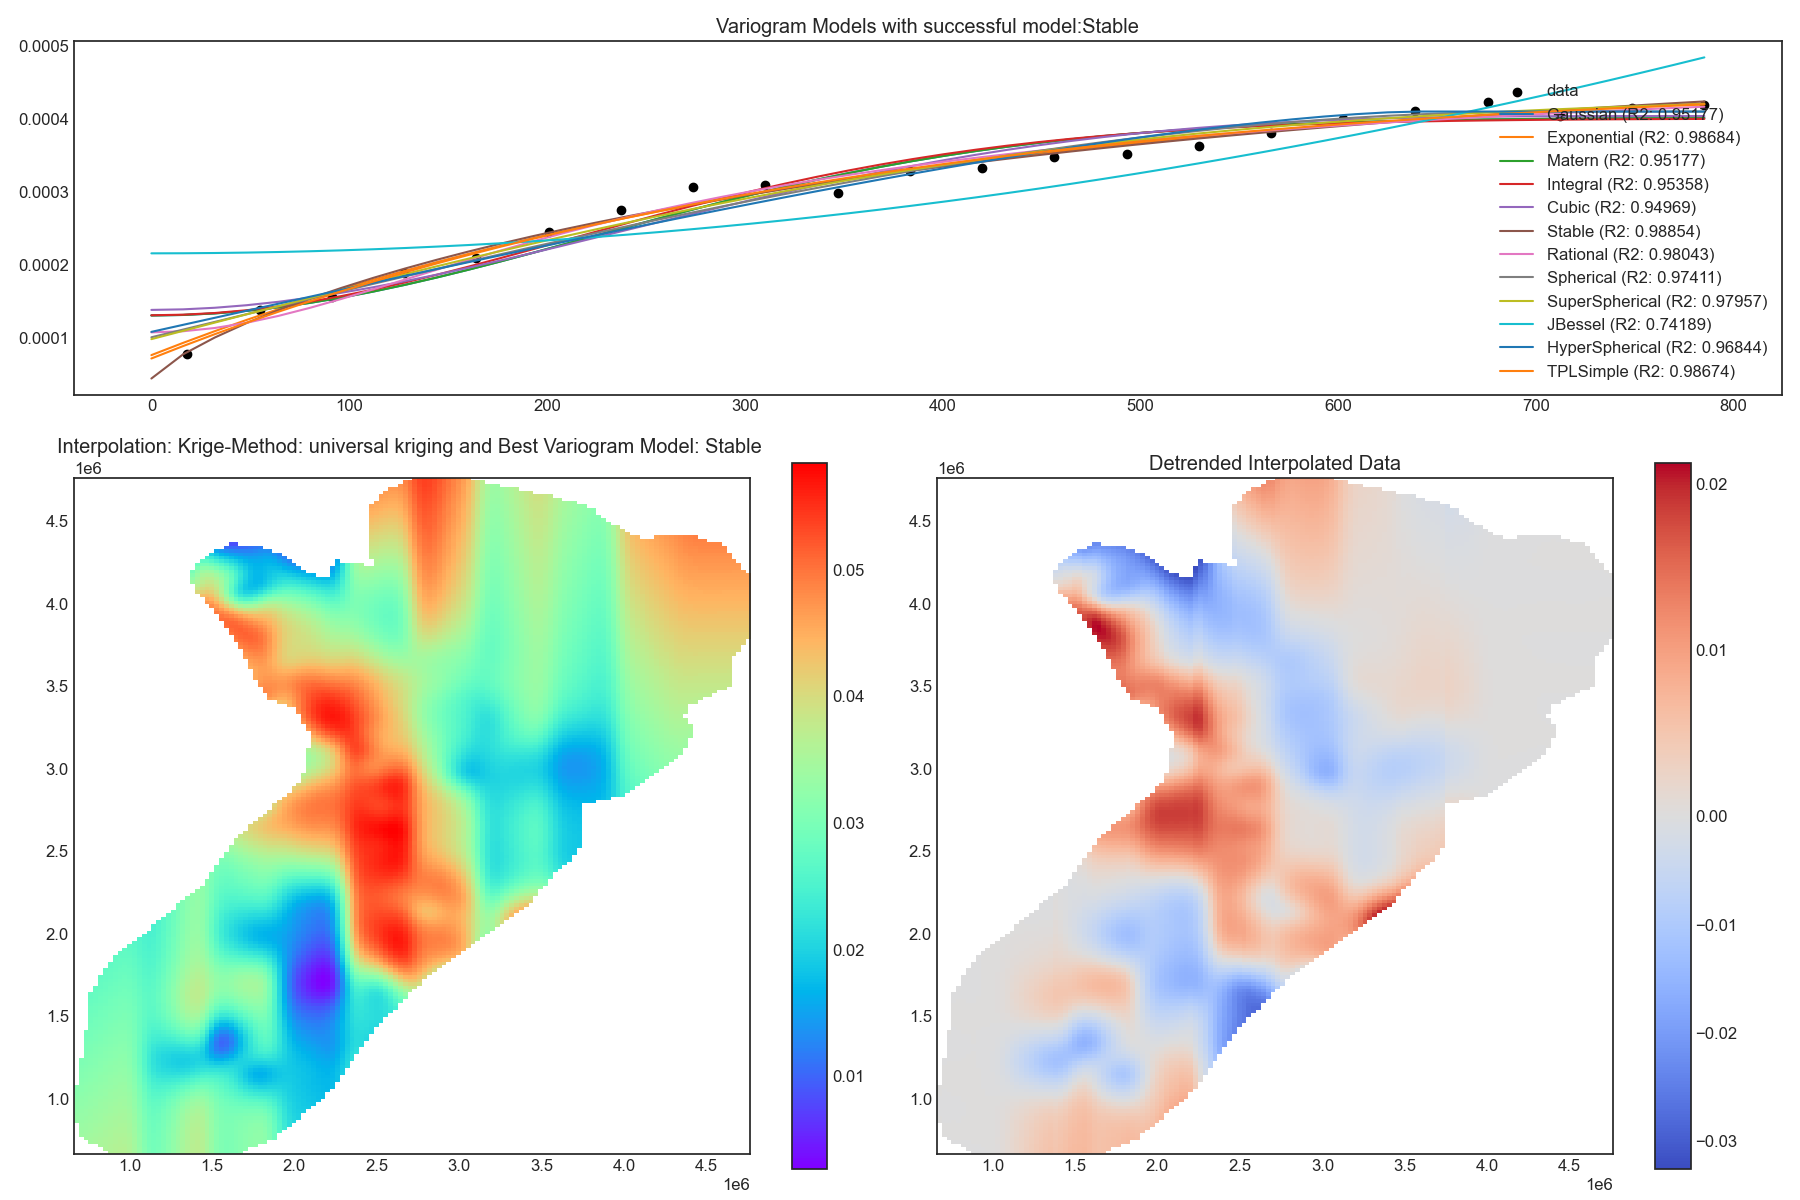 Variogram Models with successful model:Stable
0.0005
0.0004
0.0003
0.0002
0.0001
data
Gaussian (R2: 0.95177)
Exponential (R2: 0.98684)
Matern (R2: 0.95177)
Integral (R2: 0.95358)
Cubic (R2: 0.94969)
Stable (R2: 0.98854)
Rational (R2: 0.98043)
Spherical (R2: 0.97411)
SuperSpherical (R2: 0.97957)
JBessel (R2: 0.74189)
HyperSpherical (R2: 0.96844)
TPLSimple (R2: 0.98674)
0 100 200 300 400 500 600 700 800
Interpolation: Krige-Method: universal kriging and Best Variogram Model: Stable
1e6
4.5
4.0
3.5
3.0
2.5
2.0
1.5
1.0
1.0 1.5 2.0 2.5 3.0 3.5 4.0 4.5
1e6
0.05
0.04
0.03
0.02
0.01
Detrended Interpolated Data
1e6
4.5
4.0
3.5
3.0
2.5
2.0
1.5
1.0
1.0 1.5 2.0 2.5 3.0 3.5 4.0 4.5
1e6
0.02
0.01
0.00
−0.01
−0.02
−0.03